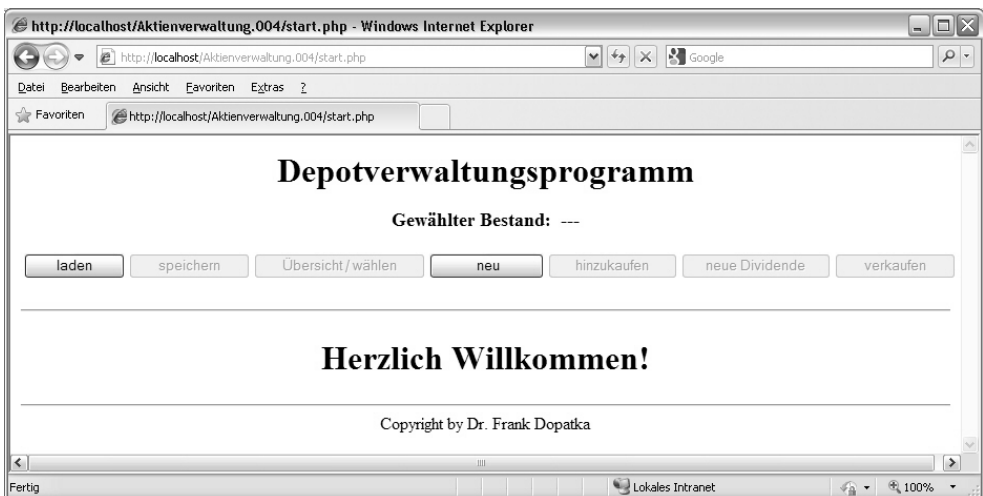 http://localhost/Aktienverwaltung.004/start.php - Windows Internet Explorer
http://localhost/Aktienverwaltung.004/start.php
Google
Datei Bearbeiten Ansicht Favoriten Extras ?
Favoriten http://localhost/Aktienverwaltung.004/start.php
Depotverwaltungsprogramm
Gewählter Bestand: ---
laden speichern Übersicht/wählen neu hinzukaufen neue Dividende verkaufen
Herzlich Willkommen!
Copyright by Dr. Frank Dopatka
Fertig Lokales Intranet 100%